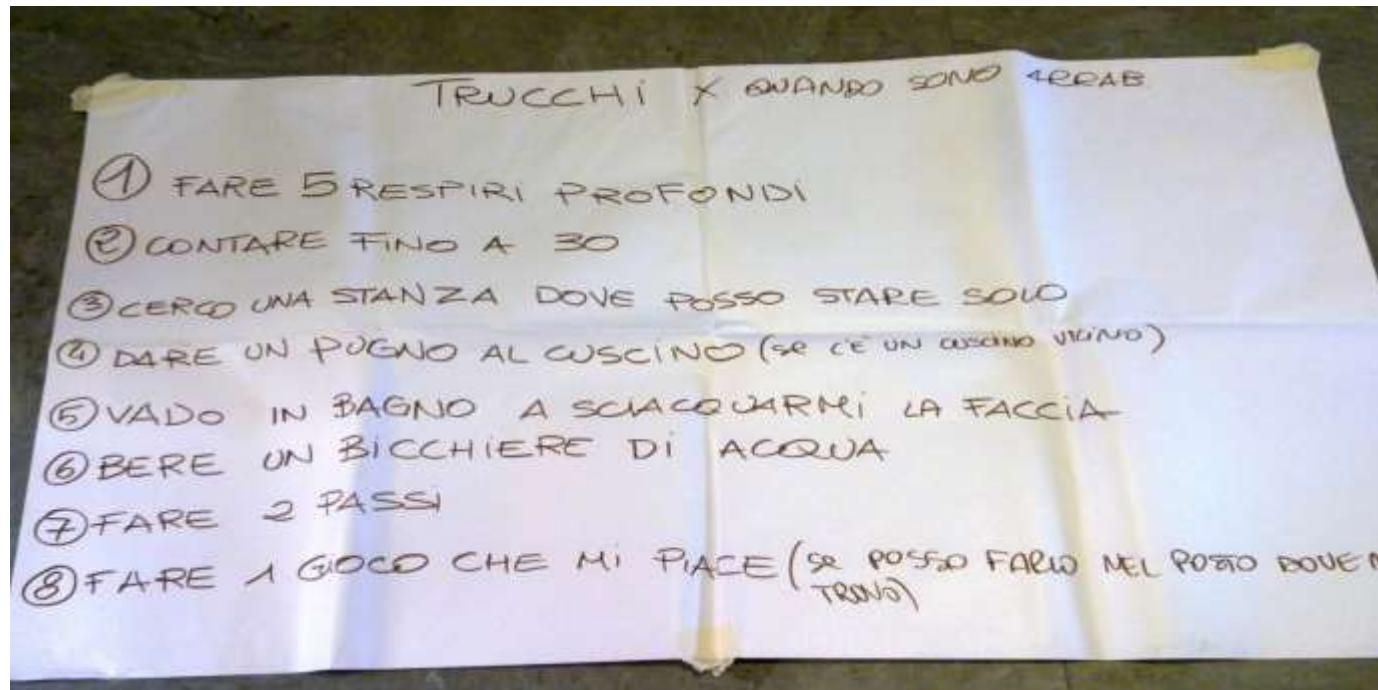 TRUCCHI X QUANDO SONO ARRAB
① FARE 5 RESPIRI PROFONDI
② CONTARE FINO A 30
③ CERCO UNA STANZA DOVE POSSO STARE SOLO
④ DARE UN PUGNO AL CUSCINO (SE C'È UN CUSCINO VICINO)
⑤ VADO IN BAGNO A SCIACQUARMI LA FACCIA
⑥ BERE UN BICCHIERE DI ACQUA
⑦ FARE 2 PASSI
⑧ FARE 1 GIOCO CHE MI PIACE (SE POSSO FARLO NEL POSTO DOVE M
TROVO)